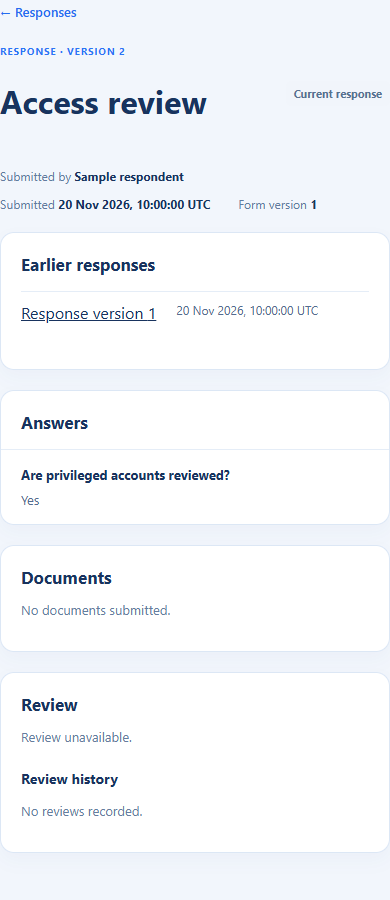 ← Responses
RESPONSE · VERSION 2
Access review
Current response
Submitted by Sample respondent
Submitted 20 Nov 2026, 10:00:00 UTC Form version 1
Earlier responses
Response version 1 20 Nov 2026, 10:00:00 UTC
Answers
Are privileged accounts reviewed?
Yes
Documents
No documents submitted.
Review
Review unavailable.
Review history
No reviews recorded.